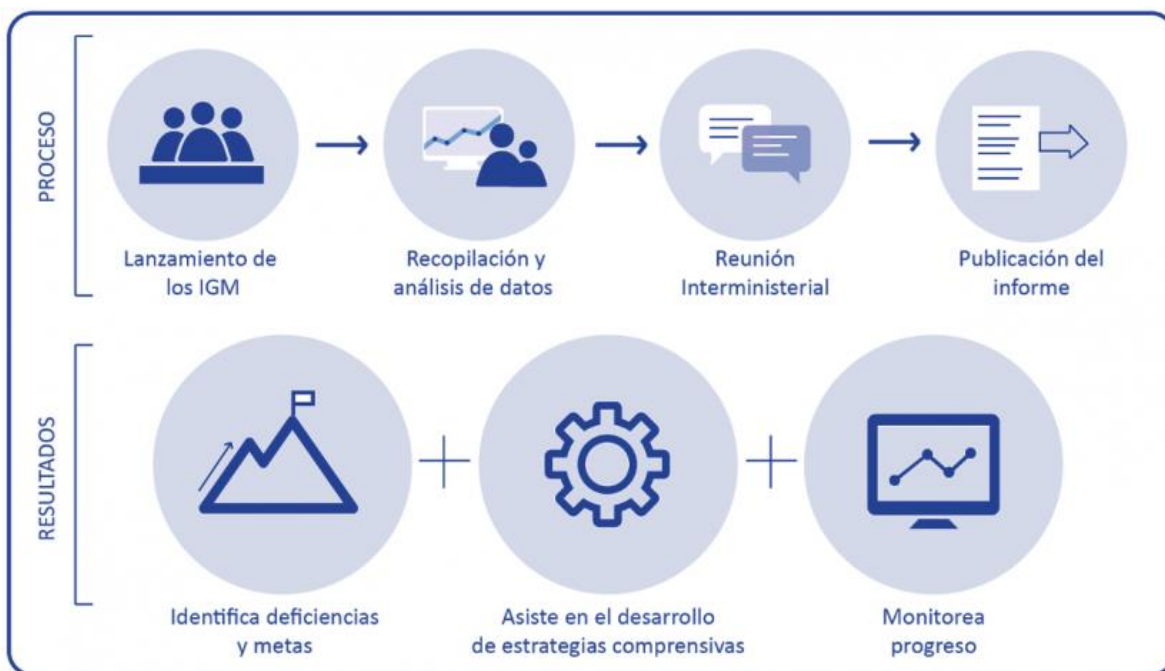 PROCESO
Lanzamiento de
los IGM
Recopilación y
análisis de datos
Reunión
Interministerial
Publicación del
informe
RESULTADOS
Identifica deficiencias
y metas
Asiste en el desarrollo
de estrategias comprensivas
Monitorea
progreso